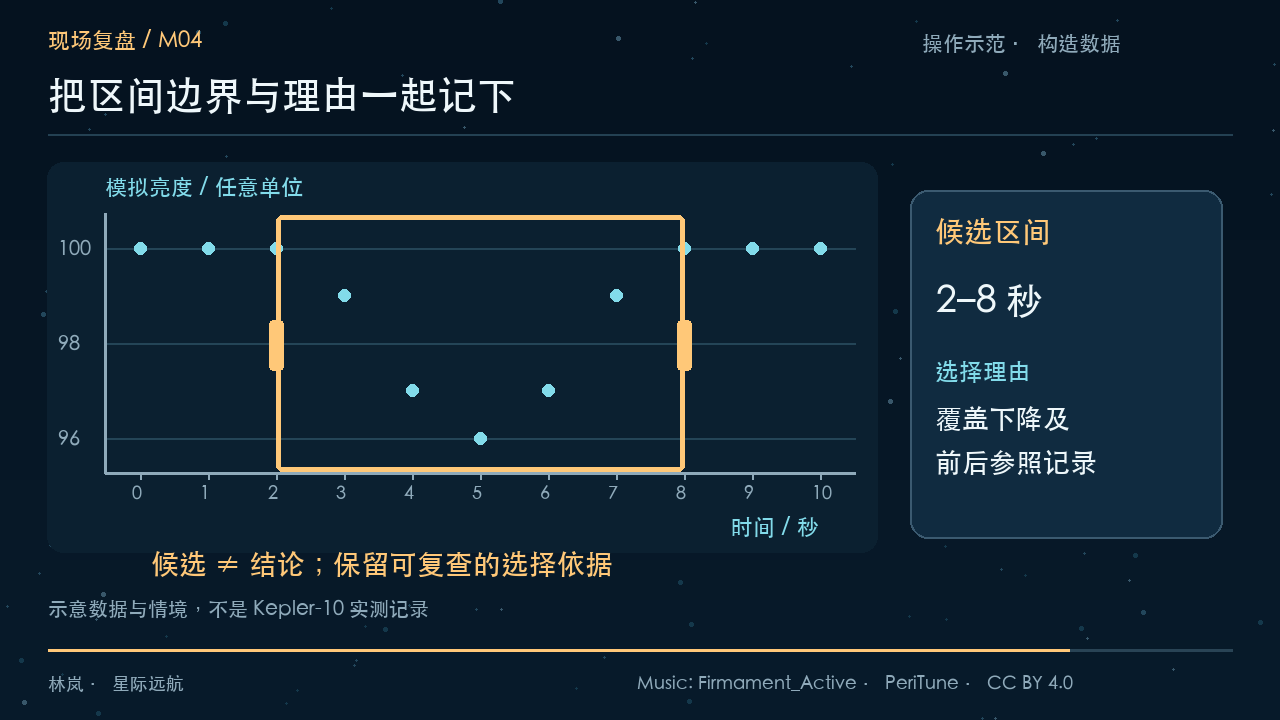 现场复盘 / M04
操作示范 · 构造数据
把区间边界与理由一起记下
模拟亮度 / 任意单位
100
98
96
0 1 2 3 4 5 6 7 8 9 10
时间 / 秒
候选区间
2–8 秒
选择理由
覆盖下降及
前后参照记录
候选 ≠ 结论；保留可复查的选择依据
示意数据与情境，不是 Kepler-10 实测记录
林岚 · 星际远航
Music: Firmament_Active · PeriTune · CC BY 4.0